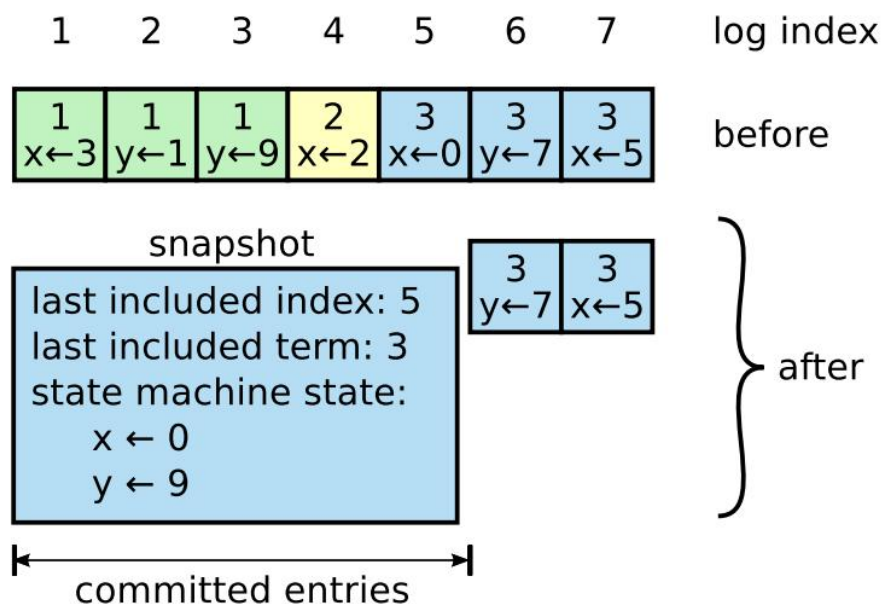 1 2 3 4 5 6 7 log index
1 1 1 2 3 3 3
x←3 y←1 y←9 x←2 x←0 y←7 x←5
before
snapshot
3 3
y←7 x←5
last included index: 5
last included term: 3
state machine state:
x ← 0
y ← 9
after
committed entries